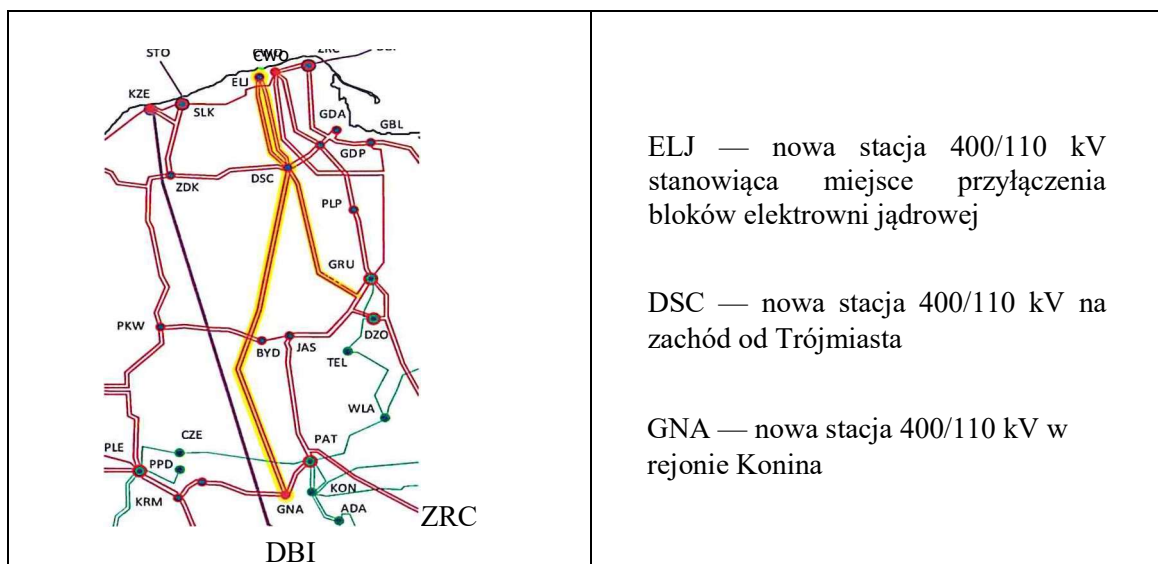 STO
CWO
ZRC
ELJ
KZE
SLK
GDA
GBL
GDP
ZDK
DSC
PLP
GRU
PKW
DZO
BYD
JAS
TEL
WLA
CZE
PAT
PLE
PPD
KON
KRM
GNA
ADA
ZRC
DBI
ELJ — nowa stacja 400/110 kV
stanowiąca miejsce przyłączenia
bloków elektrowni jądrowej
DSC — nowa stacja 400/110 kV na
zachód od Trójmiasta
GNA — nowa stacja 400/110 kV w
rejonie Konina